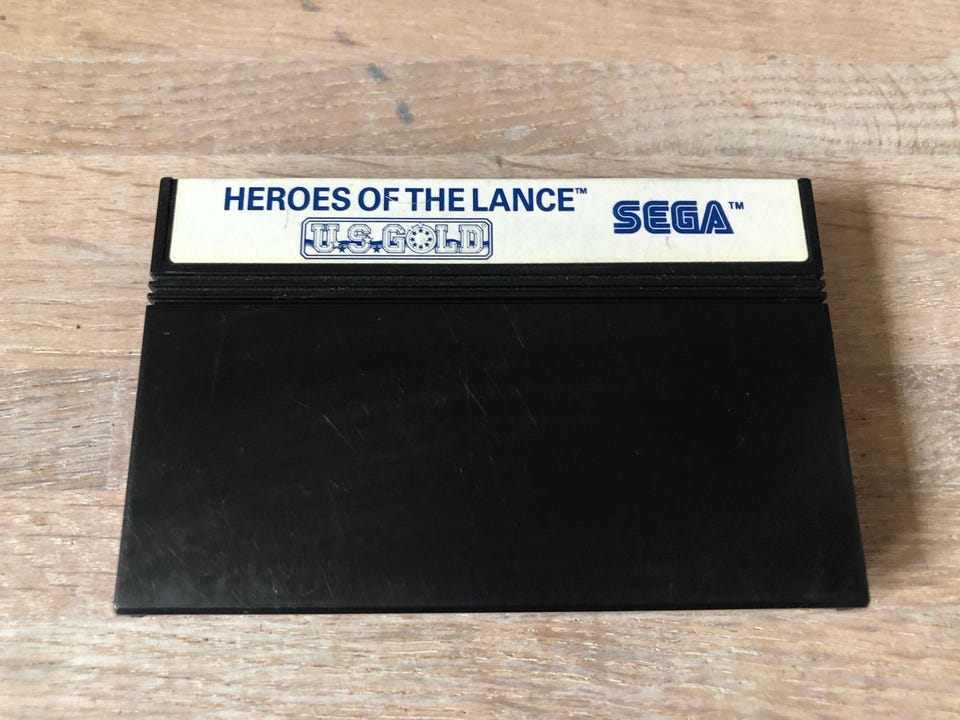 HEROES OF THE LANCE™
U.S.GOLD
SEGA™